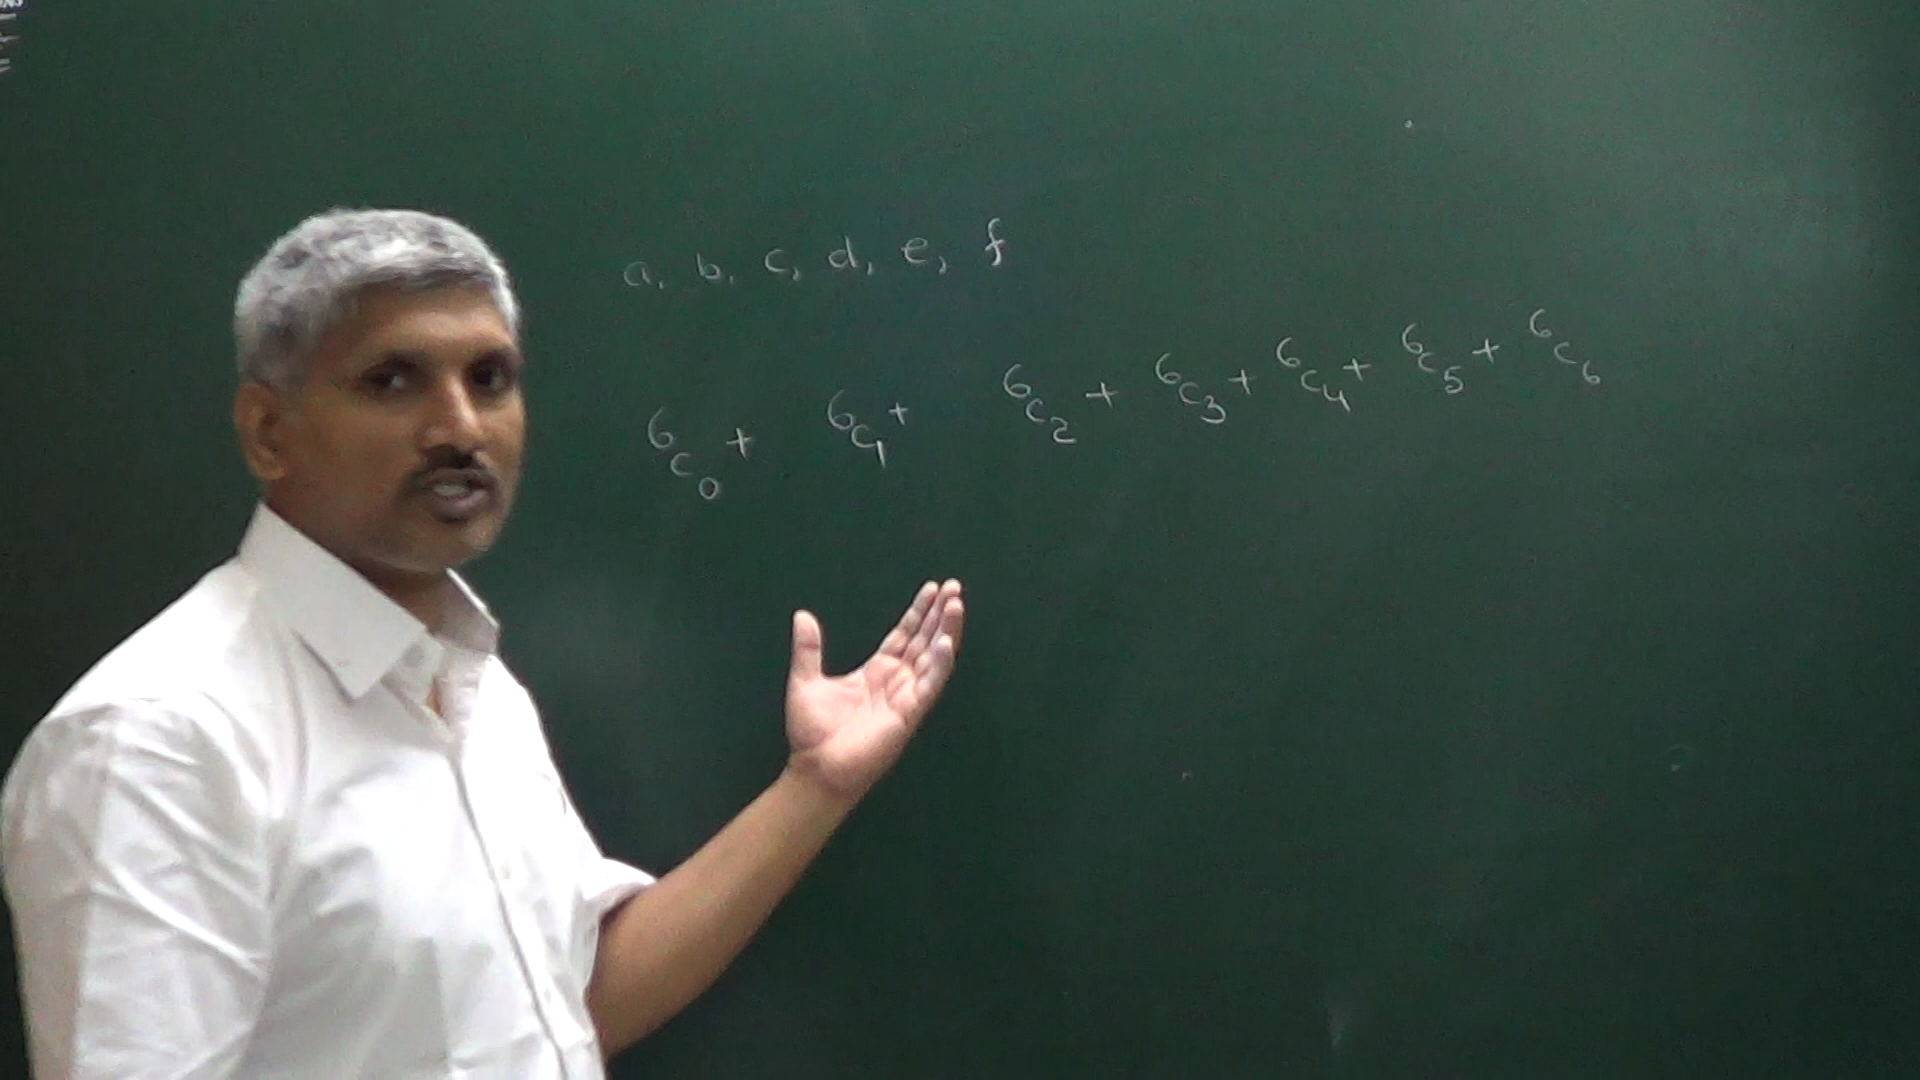 a, b, c, d, e, f
⁶C₀ + ⁶C₁ + ⁶C₂ + ⁶C₃ + ⁶C₄ + ⁶C₅ + ⁶C₆